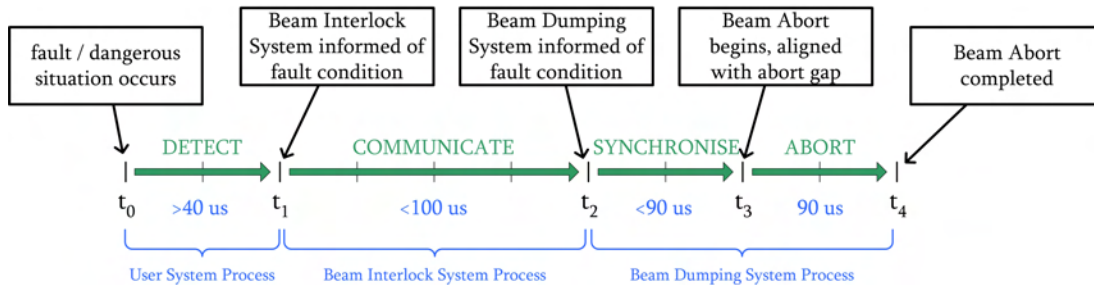 fault / dangerous
situation occurs
Beam Interlock
System informed of
fault condition
Beam Dumping
System informed of
fault condition
Beam Abort
begins, aligned
with abort gap
Beam Abort
completed
DETECT
COMMUNICATE
SYNCHRONISE
ABORT
t0
>40 us
t1
<100 us
t2
<90 us
t3
90 us
t4
User System Process
Beam Interlock System Process
Beam Dumping System Process